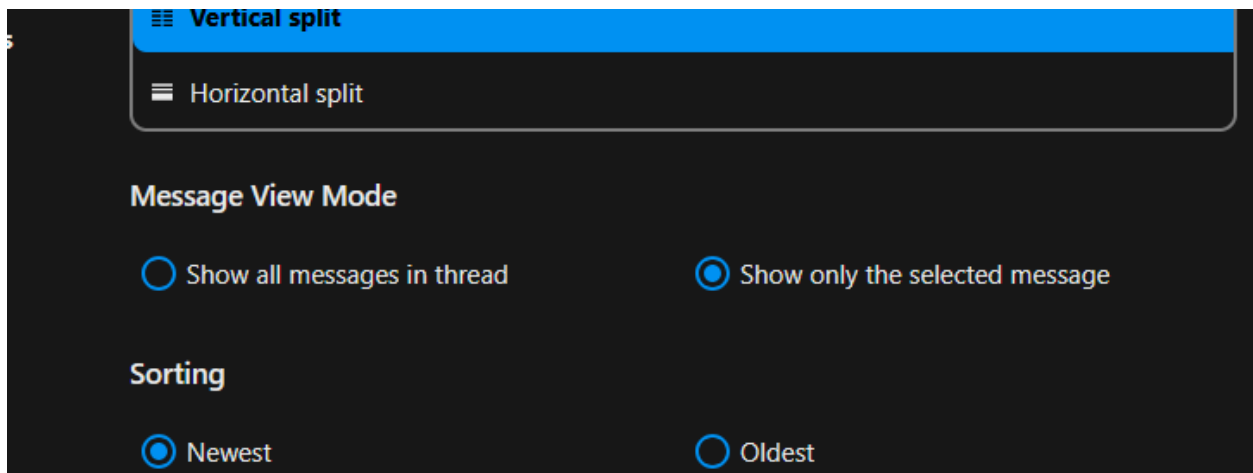 s
Vertical split
Horizontal split
Message View Mode
Show all messages in thread
Show only the selected message
Sorting
Newest
Oldest